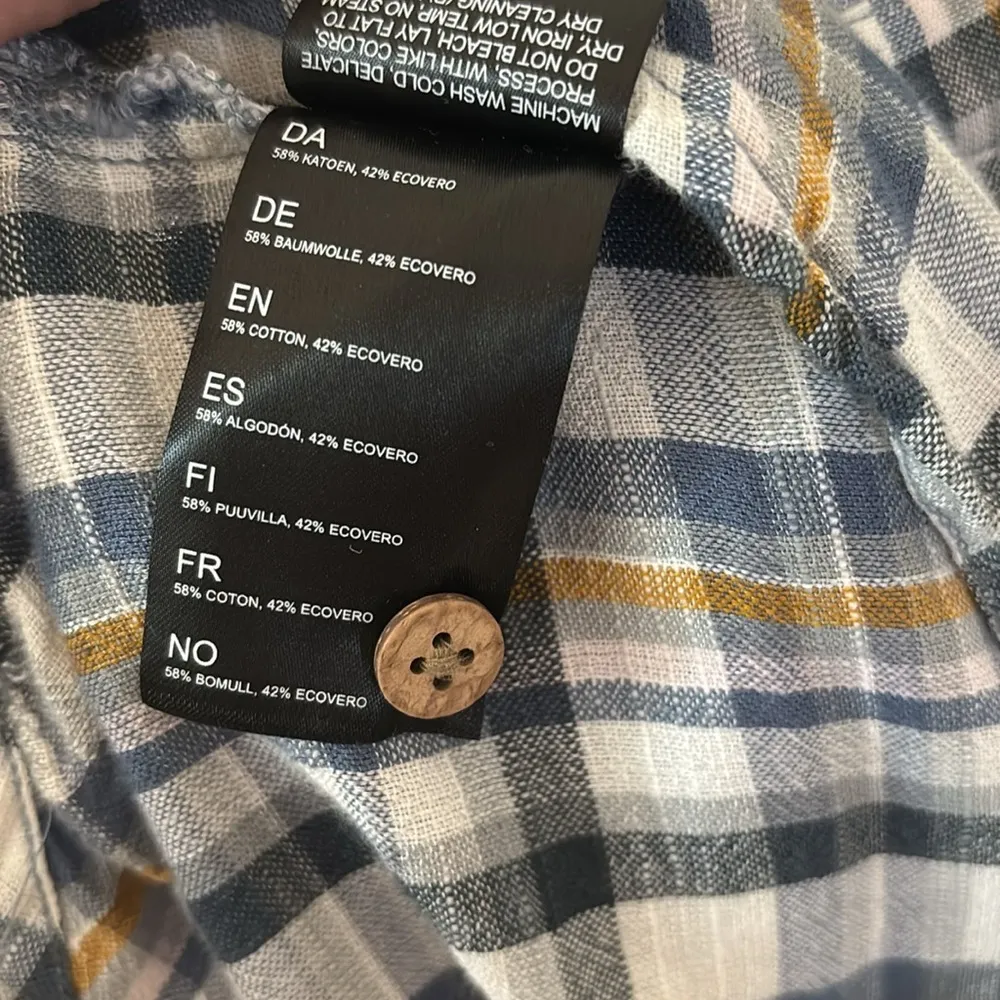 MACHINE WASH COLD, DELICATE
PROCESS, WITH LIKE COLORS,
DO NOT BLEACH, LAY FLAT TO
DRY, IRON LOW TEMP, NO STEAM
DRY CLEANING
DA
58% KATOEN, 42% ECOVERO
DE
58% BAUMWOLLE, 42% ECOVERO
EN
58% COTTON, 42% ECOVERO
ES
58% ALGODÓN, 42% ECOVERO
FI
58% PUUVILLA, 42% ECOVERO
FR
58% COTON, 42% ECOVERO
NO
58% BOMULL, 42% ECOVERO